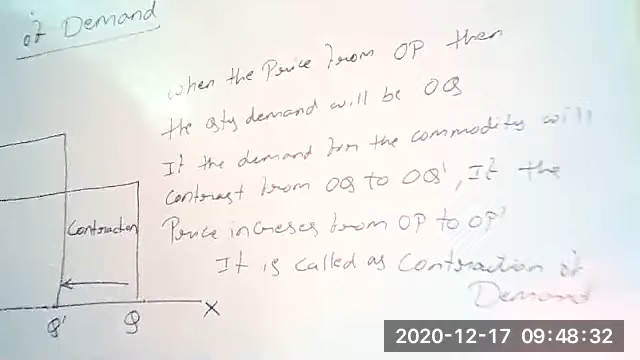 of Demand
when the Price from OP then
the qty demand will be OQ
If the demand from the commodity will
contrast from OQ to OQ', If the
Price increses from OP to OP'
It is called as Contraction of
Demand
Contraction
Q' Q X
2020-12-17 09:48:32